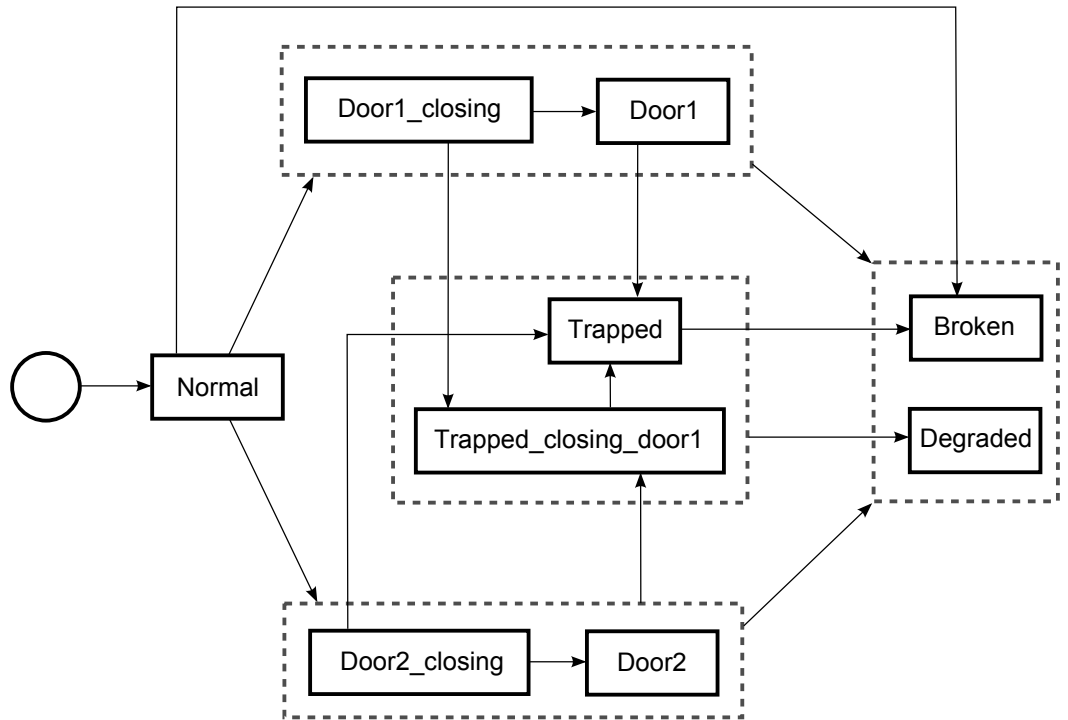 Door1_closing
Door1
Trapped
Broken
Normal
Trapped_closing_door1
Degraded
Door2_closing
Door2